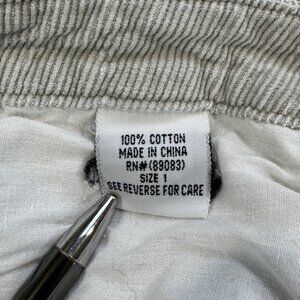 100% COTTON
MADE IN CHINA
RN#(89083)
SIZE 1
SEE REVERSE FOR CARE